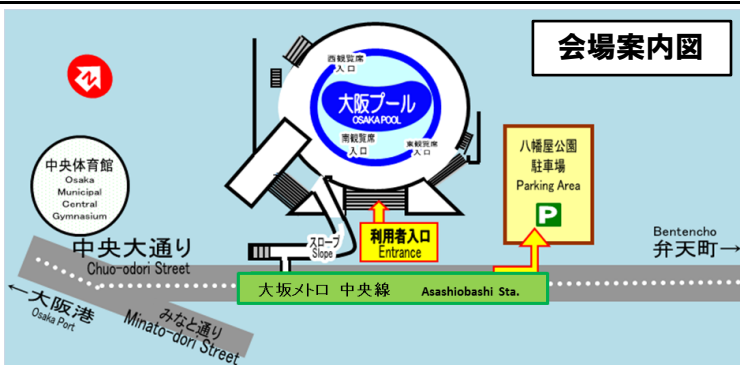 会場案内図
N
西観覧席
入口
大阪プール
OSAKA POOL
南観覧席
入口
東観覧席
入口
中央体育館
Osaka
Municipal
Central
Gymnasium
八幡屋公園
駐車場
Parking Area
P
スロープ
Slope
利用者入口
Entrance
中央大通り
Chuo-odori Street
Bentencho
弁天町→
大坂メトロ 中央線 Asashiobashi Sta.
←大阪港
Osaka Port
みなと通り
Minato-dori Street